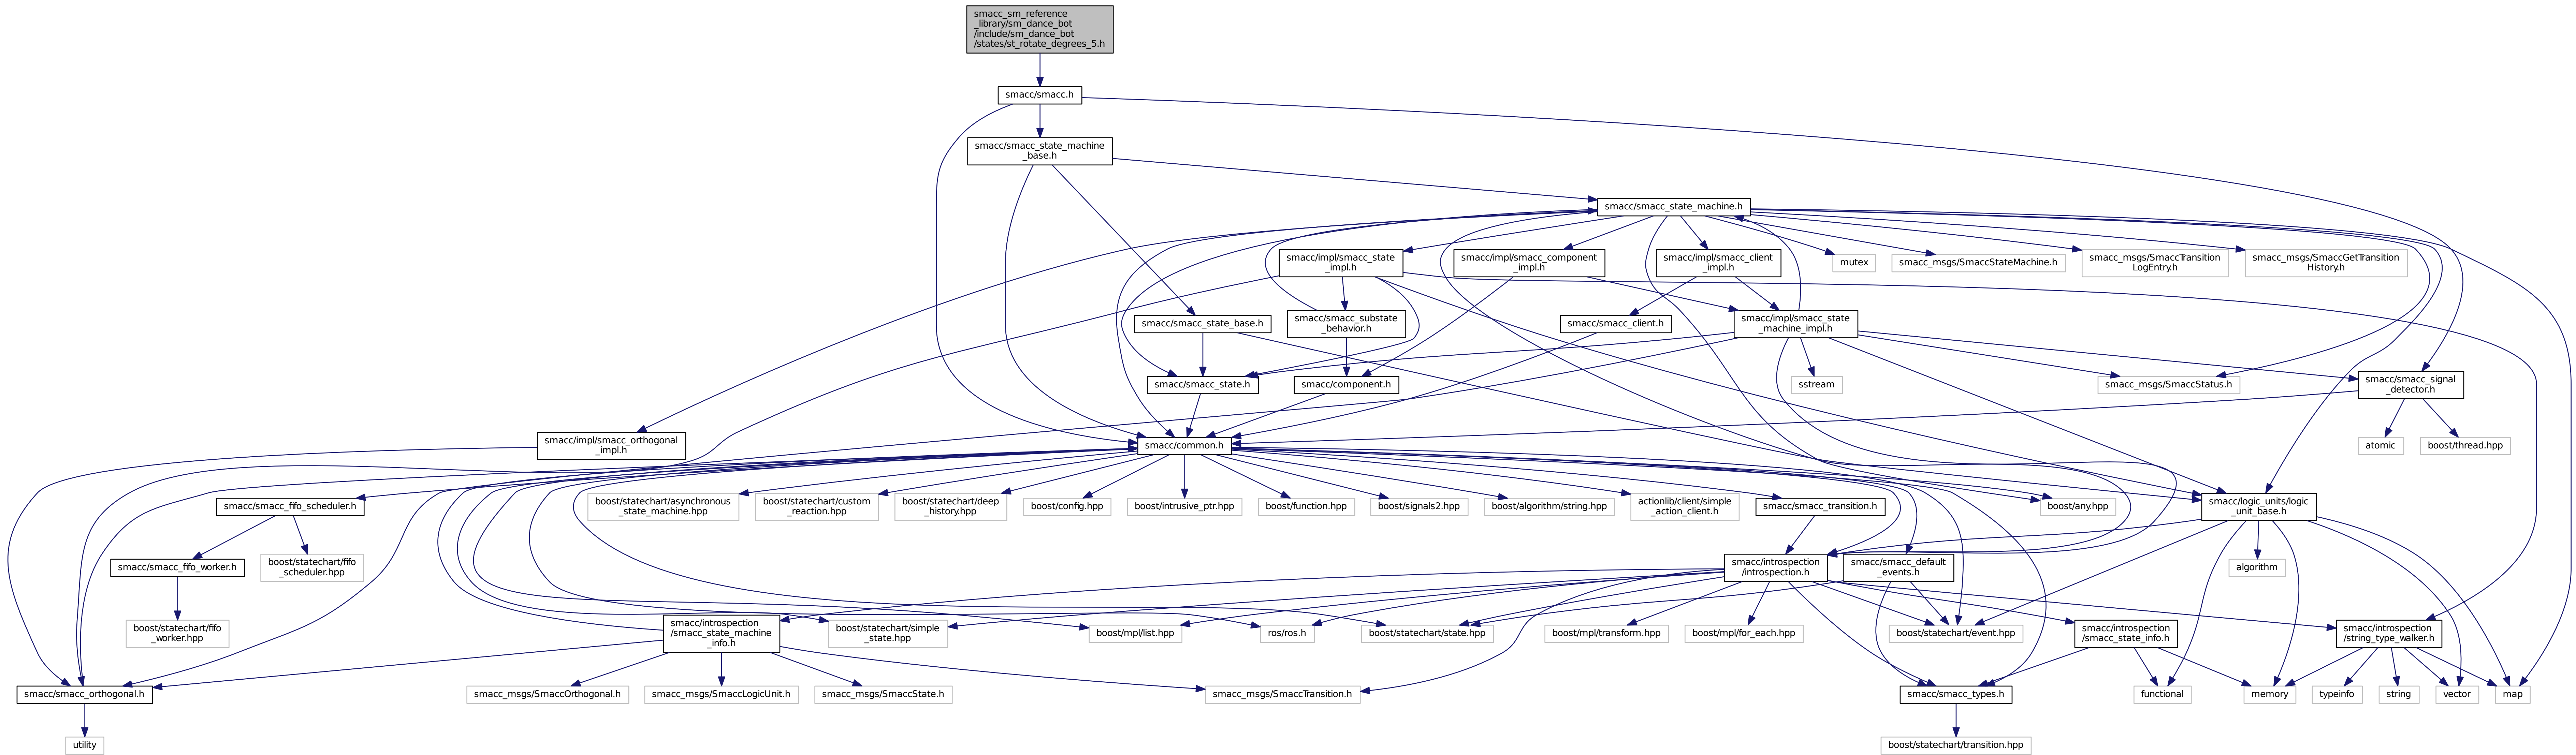 smacc_sm_reference
_library/sm_dance_bot
/include/sm_dance_bot
/states/st_rotate_degrees_5.h
smacc/smacc.h
smacc/smacc_state_machine
_base.h
smacc/smacc_state_machine.h
smacc/impl/smacc_state
_impl.h
smacc/impl/smacc_component
_impl.h
smacc/impl/smacc_client
_impl.h
mutex
smacc_msgs/SmaccStateMachine.h
smacc_msgs/SmaccTransition
LogEntry.h
smacc_msgs/SmaccGetTransition
History.h
smacc/smacc_state_base.h
smacc/smacc_substate
_behavior.h
smacc/smacc_client.h
smacc/impl/smacc_state
_machine_impl.h
smacc/smacc_state.h
smacc/component.h
sstream
smacc_msgs/SmaccStatus.h
smacc/smacc_signal
_detector.h
smacc/impl/smacc_orthogonal
_impl.h
smacc/common.h
atomic
boost/thread.hpp
smacc/smacc_fifo_scheduler.h
boost/statechart/asynchronous
_state_machine.hpp
boost/statechart/custom
_reaction.hpp
boost/statechart/deep
_history.hpp
boost/config.hpp
boost/intrusive_ptr.hpp
boost/function.hpp
boost/signals2.hpp
boost/algorithm/string.hpp
actionlib/client/simple
_action_client.h
smacc/smacc_transition.h
boost/any.hpp
smacc/logic_units/logic
_unit_base.h
smacc/smacc_fifo_worker.h
boost/statechart/fifo
_scheduler.hpp
smacc/introspection
/introspection.h
smacc/smacc_default
_events.h
algorithm
boost/statechart/fifo
_worker.hpp
smacc/introspection
/smacc_state_machine
_info.h
boost/statechart/simple
_state.hpp
boost/mpl/list.hpp
ros/ros.h
boost/statechart/state.hpp
boost/mpl/transform.hpp
boost/mpl/for_each.hpp
boost/statechart/event.hpp
smacc/introspection
/smacc_state_info.h
smacc/introspection
/string_type_walker.h
smacc/smacc_orthogonal.h
smacc_msgs/SmaccOrthogonal.h
smacc_msgs/SmaccLogicUnit.h
smacc_msgs/SmaccState.h
smacc_msgs/SmaccTransition.h
smacc/smacc_types.h
functional
memory
typeinfo
string
vector
map
utility
boost/statechart/transition.hpp